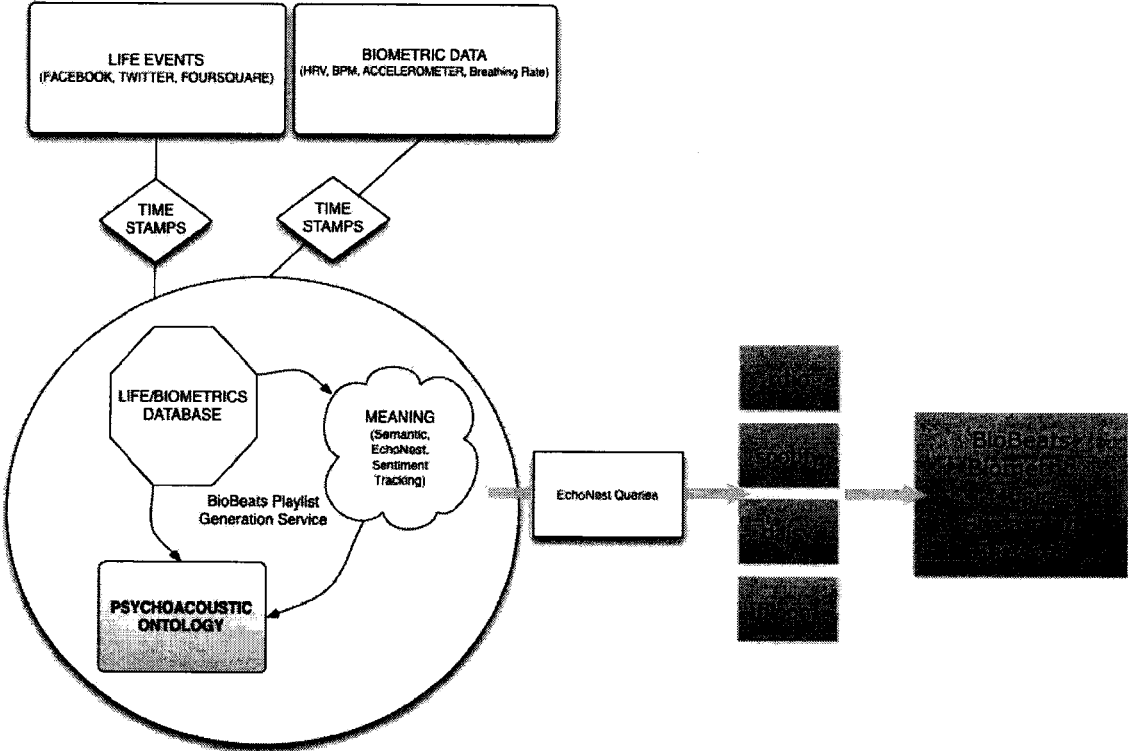 LIFE EVENTS
(FACEBOOK, TWITTER, FOURSQUARE)
BIOMETRIC DATA
(HRV, BPM, ACCELEROMETER, Breathing Rate)
TIME
STAMPS
TIME
STAMPS
LIFE/BIOMETRICS
DATABASE
MEANING
(Semantic,
EchoNest,
Sentiment
Tracking)
BioBeats Playlist
Generation Service
PSYCHOACOUSTIC
ONTOLOGY
EchoNest Queries
BioBeats